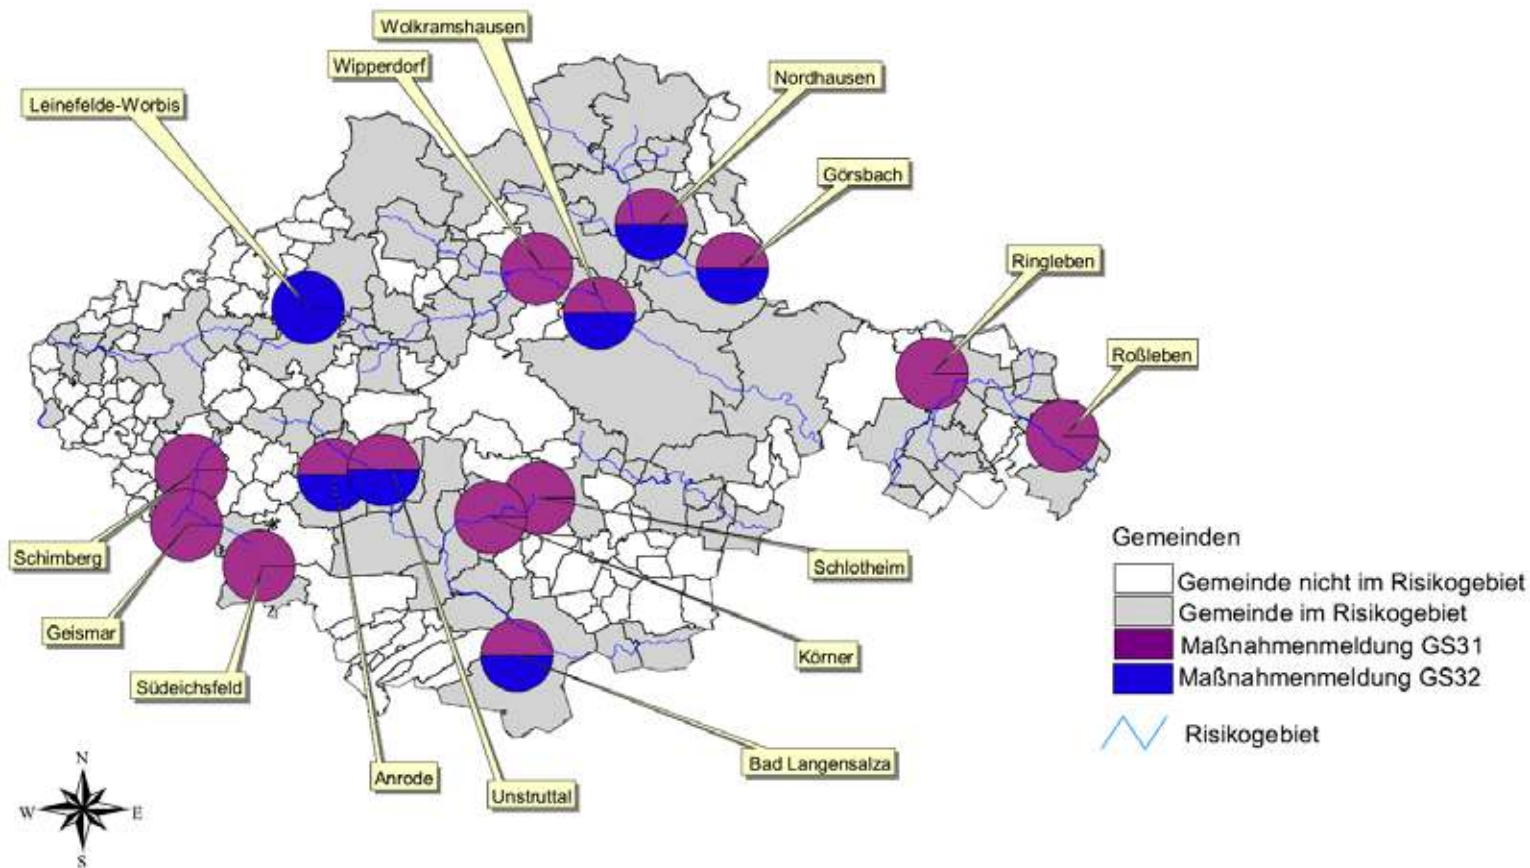 Wolkramshausen
Wipperdorf
Nordhausen
Leinefelde-Worbis
Görsbach
Ringleben
Roßleben
Schimberg
Schlotheim
Geismar
Körner
Südeichsfeld
Bad Langensalza
Anrode
Unstruttal
Gemeinden
Gemeinde nicht im Risikogebiet
Gemeinde im Risikogebiet
Maßnahmenmeldung GS31
Maßnahmenmeldung GS32
Risikogebiet
N
W E
S